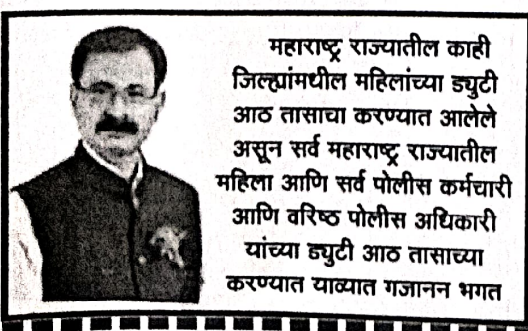 महाराष्ट्र राज्यातील काही
जिल्ह्यांमधील महिलांच्या ड्युटी
आठ तासाचा करण्यात आलेले
असून सर्व महाराष्ट्र राज्यातील
महिला आणि सर्व पोलीस कर्मचारी
आणि वरिष्ठ पोलीस अधिकारी
यांच्या ड्युटी आठ तासाच्या
करण्यात याव्यात गजानन भगत